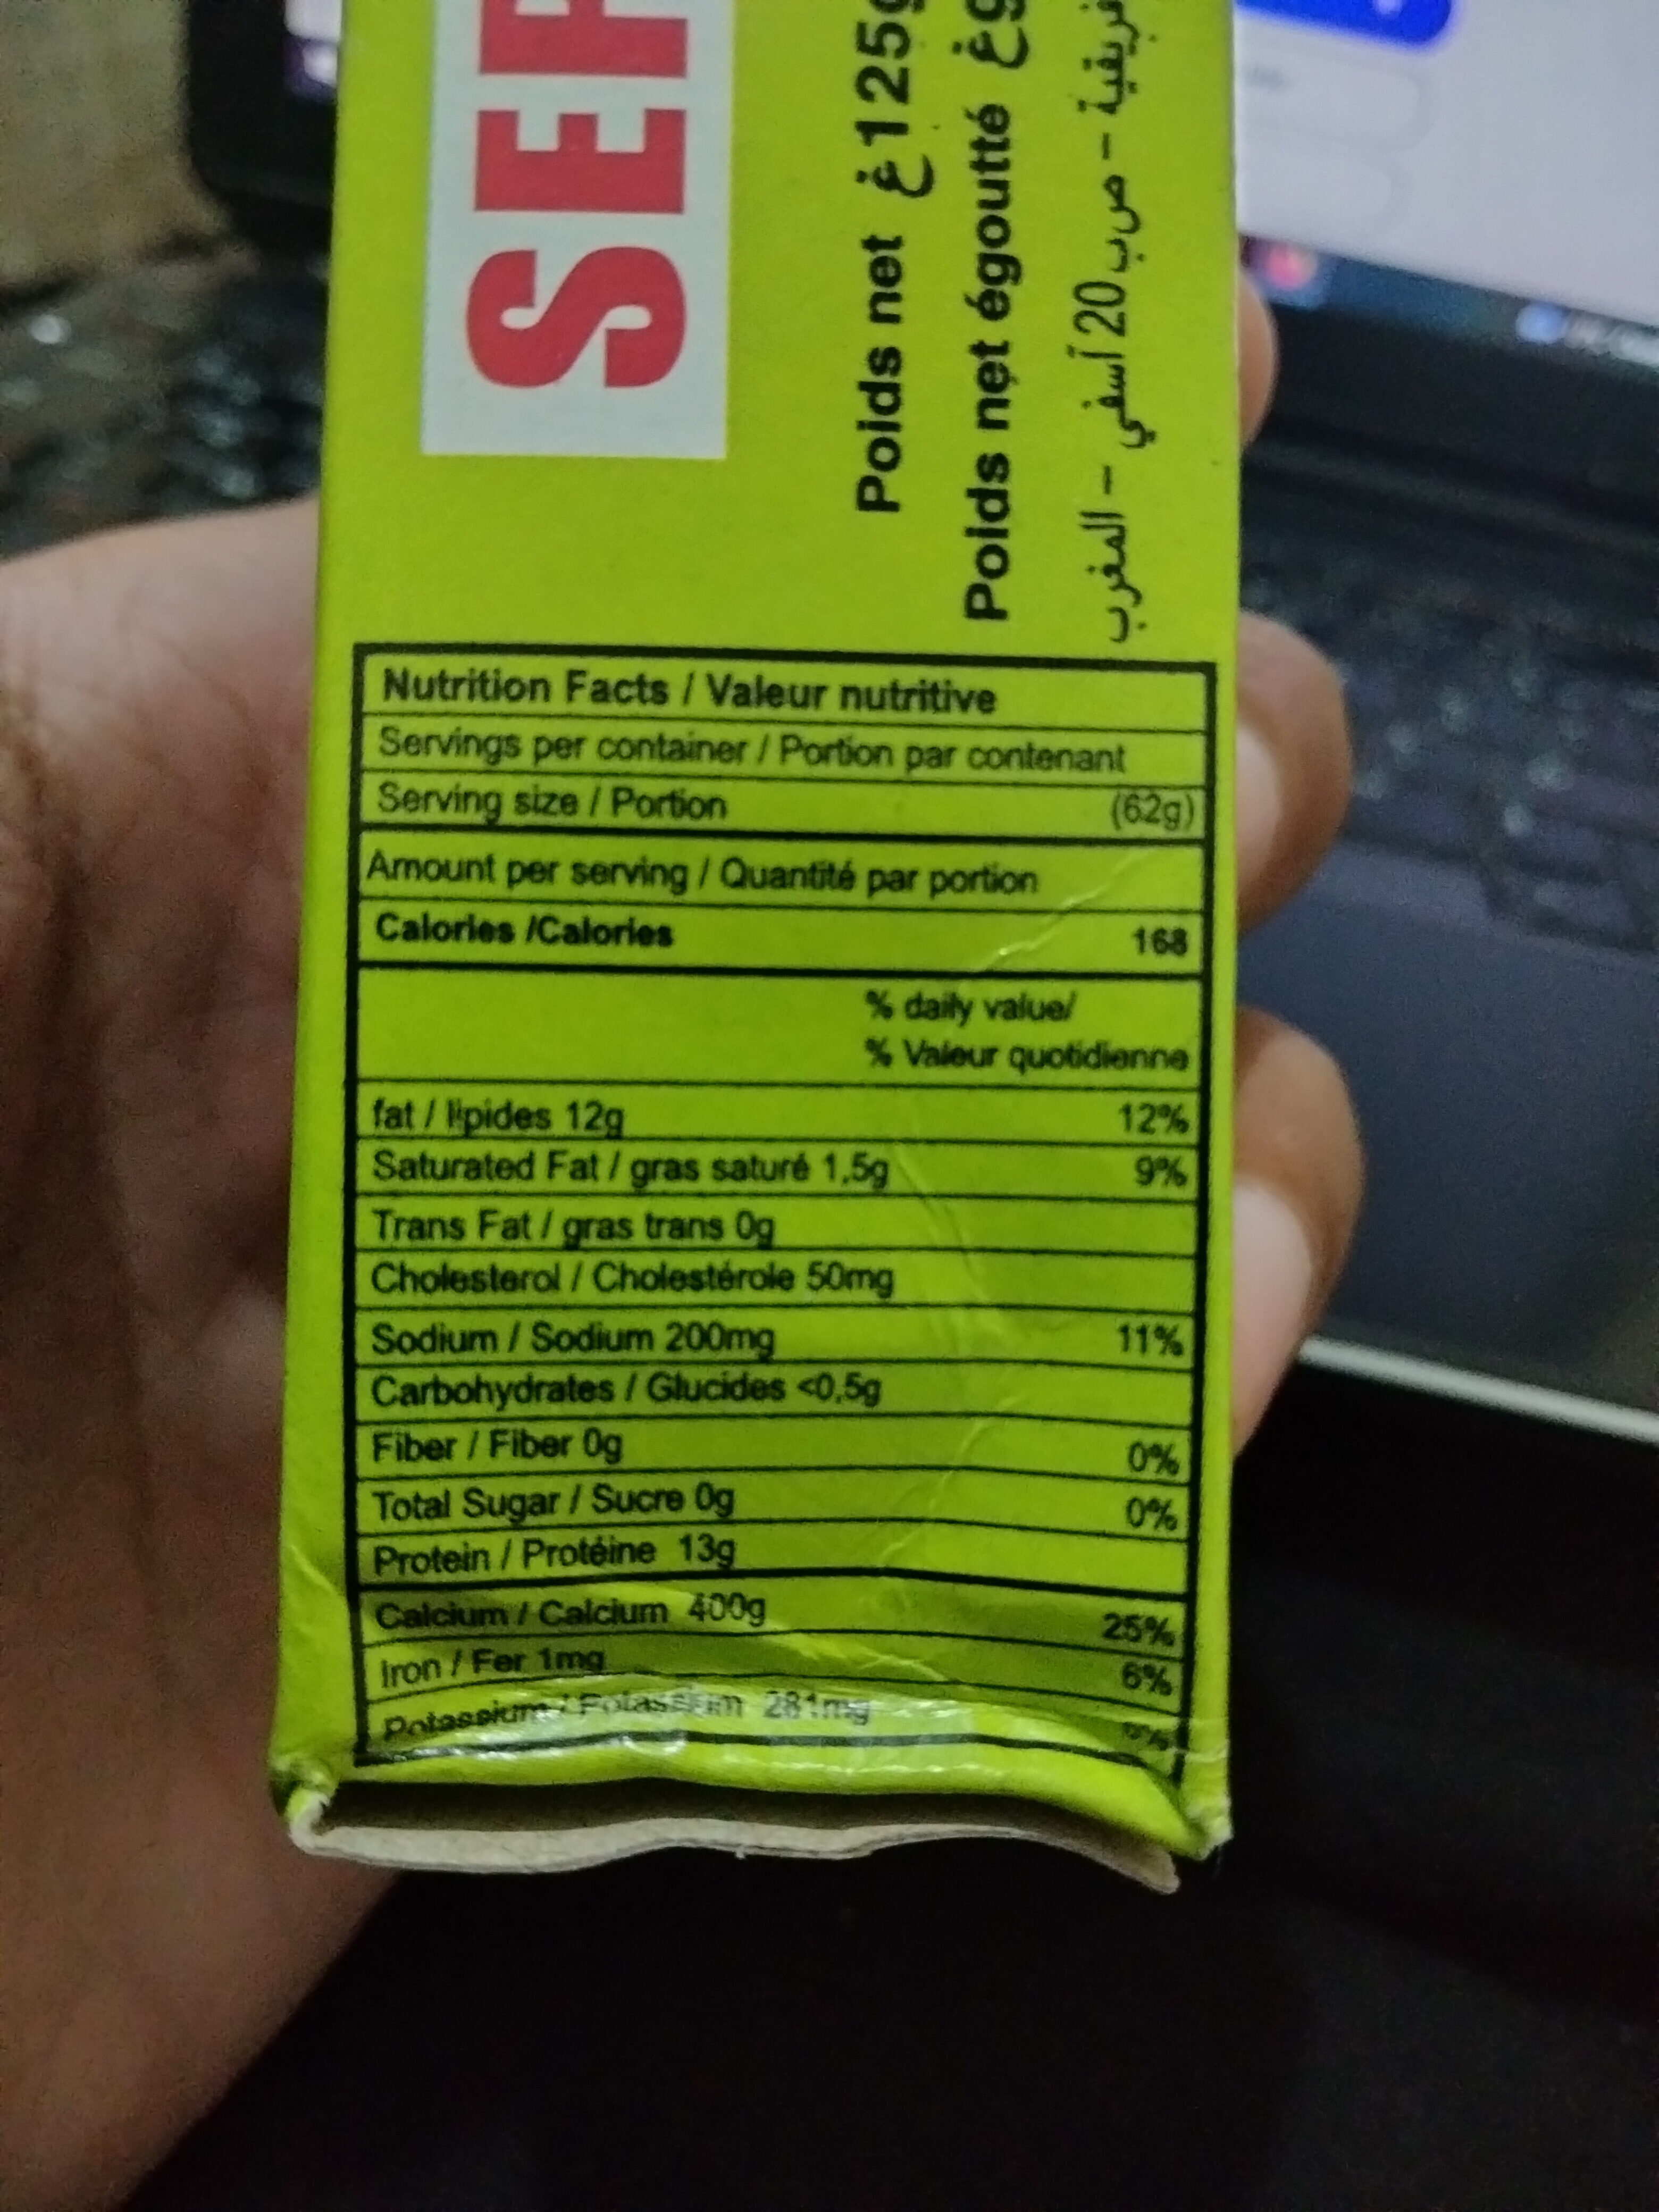 SER
Poids net غ125g
Poids net égoutté غ
فريقية - ص ب 20 آسفي - المغرب
Nutrition Facts / Valeur nutritive
Servings per container / Portion par contenant
Serving size / Portion (62g)
Amount per serving / Quantité par portion
Calories /Calories 168
% daily value/
% Valeur quotidienne
fat / lipides 12g 12%
Saturated Fat / gras saturé 1,5g 9%
Trans Fat / gras trans 0g
Cholesterol / Cholestérole 50mg
Sodium / Sodium 200mg 11%
Carbohydrates / Glucides <0,5g
Fiber / Fiber 0g 0%
Total Sugar / Sucre 0g 0%
Protein / Protéine 13g
Calcium / Calcium 400g 25%
Iron / Fer 1mg 6%
Potassium / Potassium 281mg